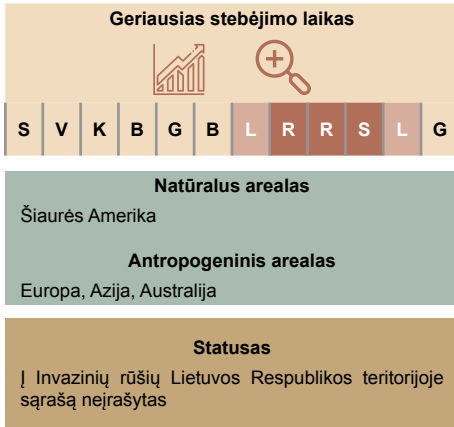 Geriausias stebėjimo laikas
S V K B G B L R R S L G
Natūralus arealas
Šiaurės Amerika
Antropogeninis arealas
Europa, Azija, Australija
Statusas
Į Invazinių rūšių Lietuvos Respublikos teritorijoje
sąrašą neįrašytas